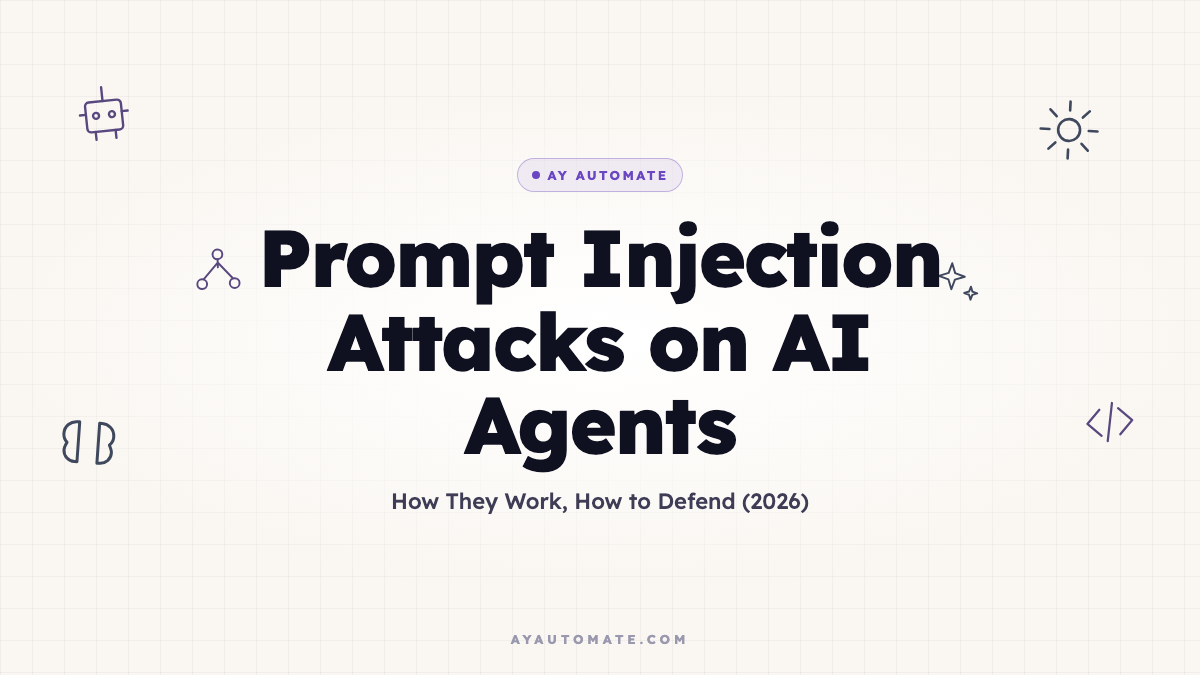 AY AUTOMATE
Prompt Injection
Attacks on AI
Agents
How They Work, How to Defend (2026)
AYAUTOMATE.COM